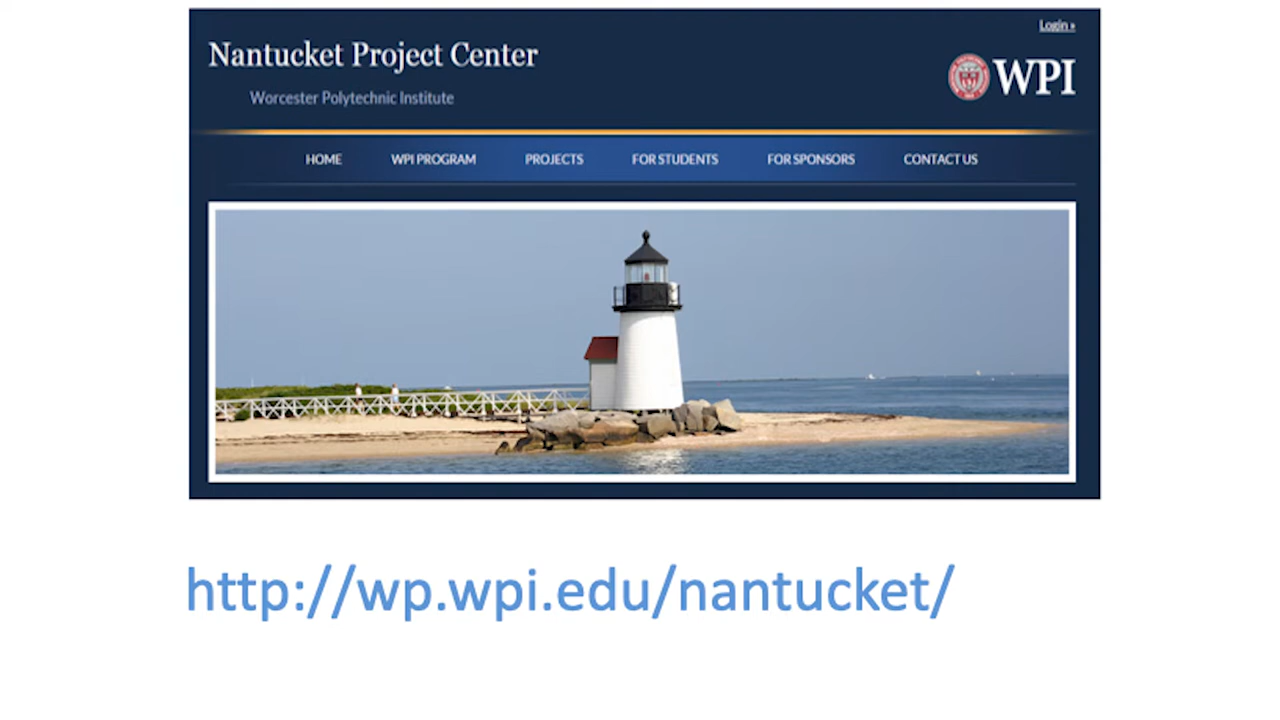 Login »
Nantucket Project Center
WPI
Worcester Polytechnic Institute
HOME WPI PROGRAM PROJECTS FOR STUDENTS FOR SPONSORS CONTACT US
http://wp.wpi.edu/nantucket/